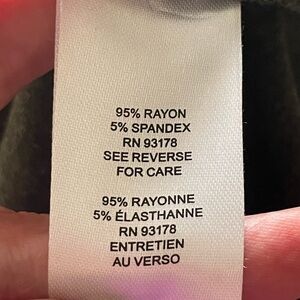 95% RAYON
5% SPANDEX
RN 93178
SEE REVERSE
FOR CARE
95% RAYONNE
5% ÉLASTHANNE
RN 93178
ENTRETIEN
AU VERSO